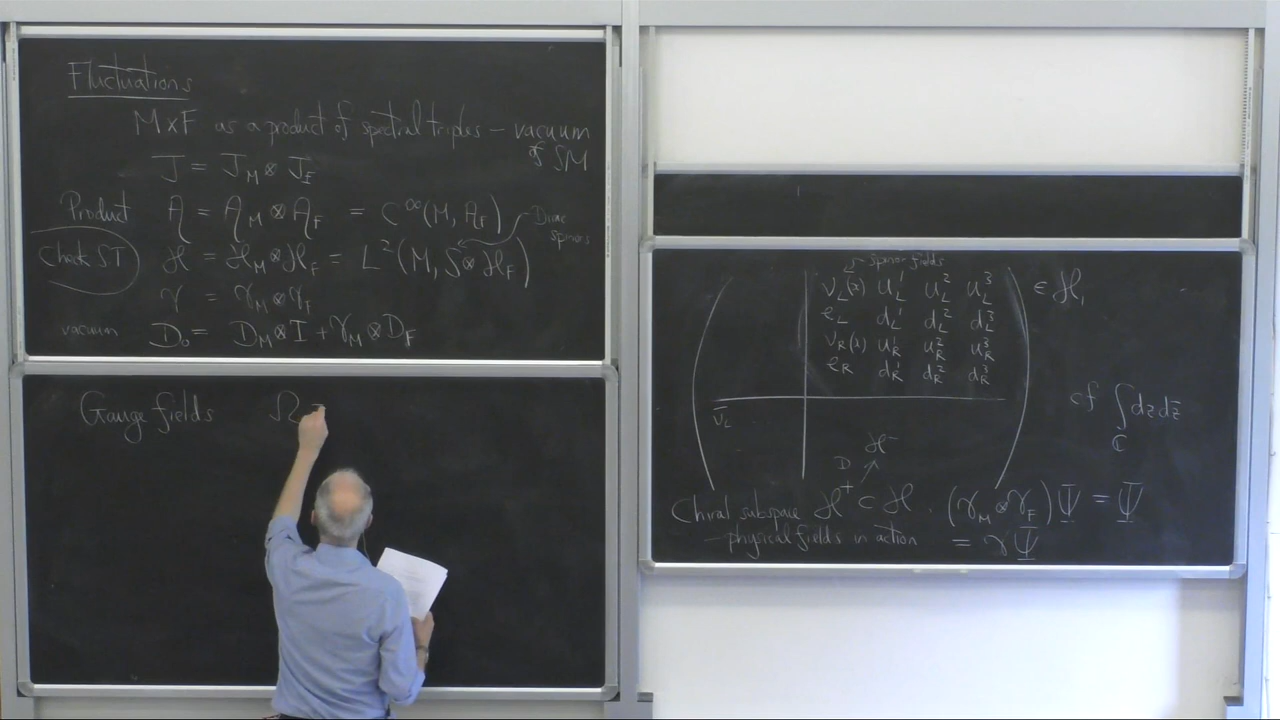 Fluctuations
M×F as a product of spectral triples – vacuum
of SM
J = J_M ⊗ J_F
Product A = A_M ⊗ A_F = C^∞(M, A_F) Dirac
spinors
Check ST H = H_M ⊗ H_F = L²(M, S⊗H_F)
γ = γ_M ⊗ γ_F
vacuum D₀ = D_M ⊗ I + γ_M ⊗ D_F
Gauge fields Ω
spinor fields
ν_L(x) u_L^1 u_L^2 u_L^3 ∈ H_1
e_L d_L^1 d_L^2 d_L^3
ν_R(x) u_R^1 u_R^2 u_R^3
e_R d_R^1 d_R^2 d_R^3
ν̄_L
cf ∫_ℂ dz dz̄
H^-
D
Chiral subspace H^+ ⊂ H . (γ_M ⊗ γ_F) Ψ = Ψ
– physical fields in action = γΨ